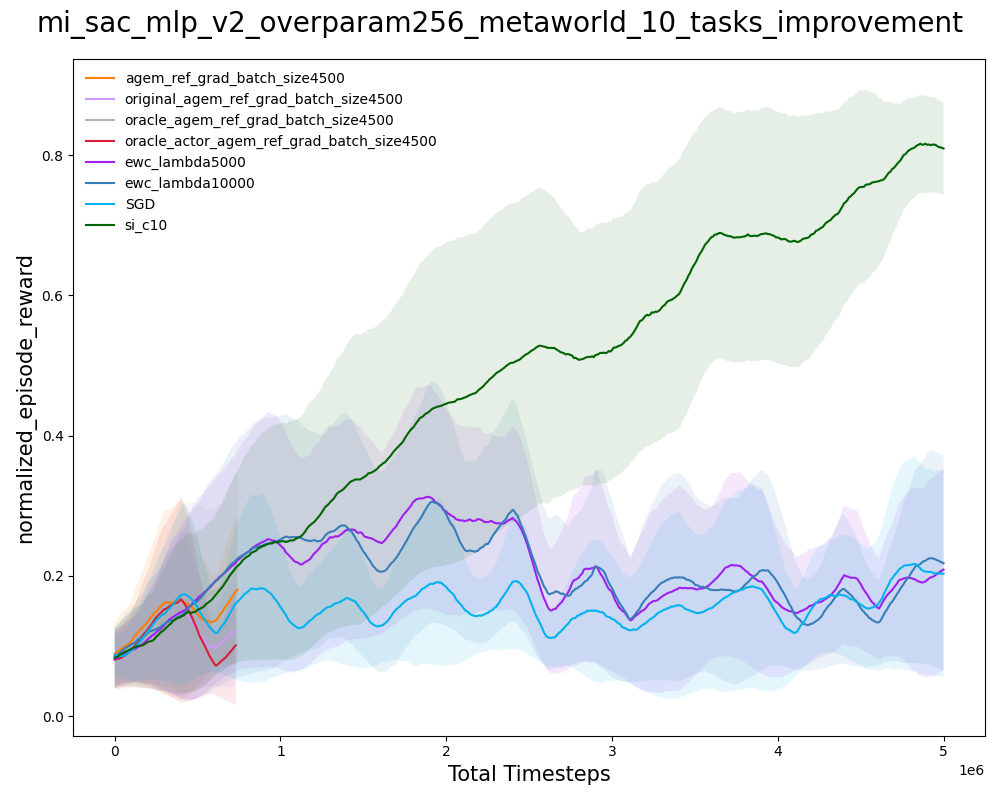 mi_sac_mlp_v2_overparam256_metaworld_10_tasks_improvement
agem_ref_grad_batch_size4500
original_agem_ref_grad_batch_size4500
oracle_agem_ref_grad_batch_size4500
oracle_actor_agem_ref_grad_batch_size4500
ewc_lambda5000
ewc_lambda10000
SGD
si_c10
normalized_episode_reward
0.8
0.6
0.4
0.2
0.0
0 1 2 3 4 5
1e6
Total Timesteps